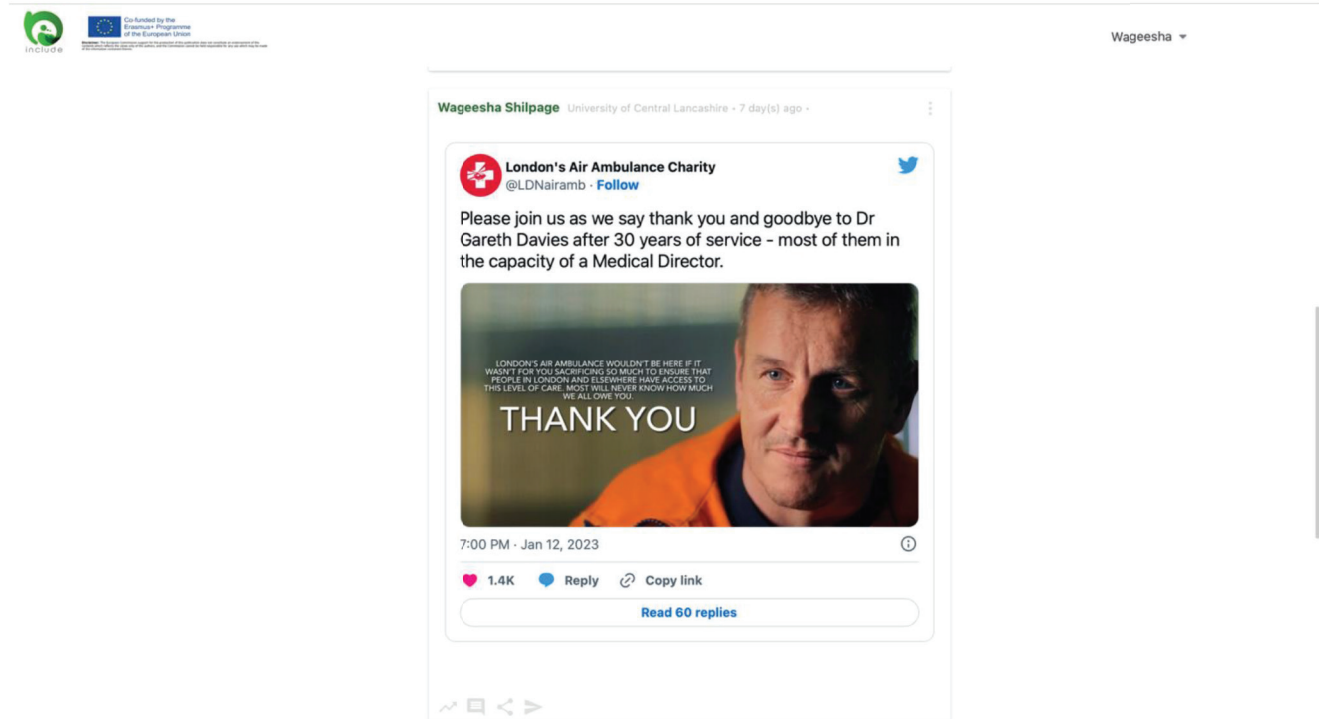 include
Co-funded by the
Erasmus+ Programme
of the European Union
Wageesha
Wageesha Shilpage University of Central Lancashire • 7 day(s) ago •
London's Air Ambulance Charity
@LDNairamb · Follow
Please join us as we say thank you and goodbye to Dr
Gareth Davies after 30 years of service - most of them in
the capacity of a Medical Director.
LONDON'S AIR AMBULANCE WOULDN'T BE HERE IF IT
WASN'T FOR YOU SACRIFICING SO MUCH TO ENSURE THAT
PEOPLE IN LONDON AND ELSEWHERE HAVE ACCESS TO
THIS LEVEL OF CARE. MOST WILL NEVER KNOW HOW MUCH
WE ALL OWE YOU.
THANK YOU
7:00 PM · Jan 12, 2023
1.4K Reply Copy link
Read 60 replies